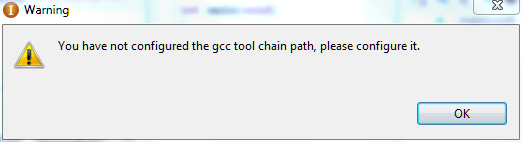 Warning
You have not configured the gcc tool chain path, please configure it.
OK